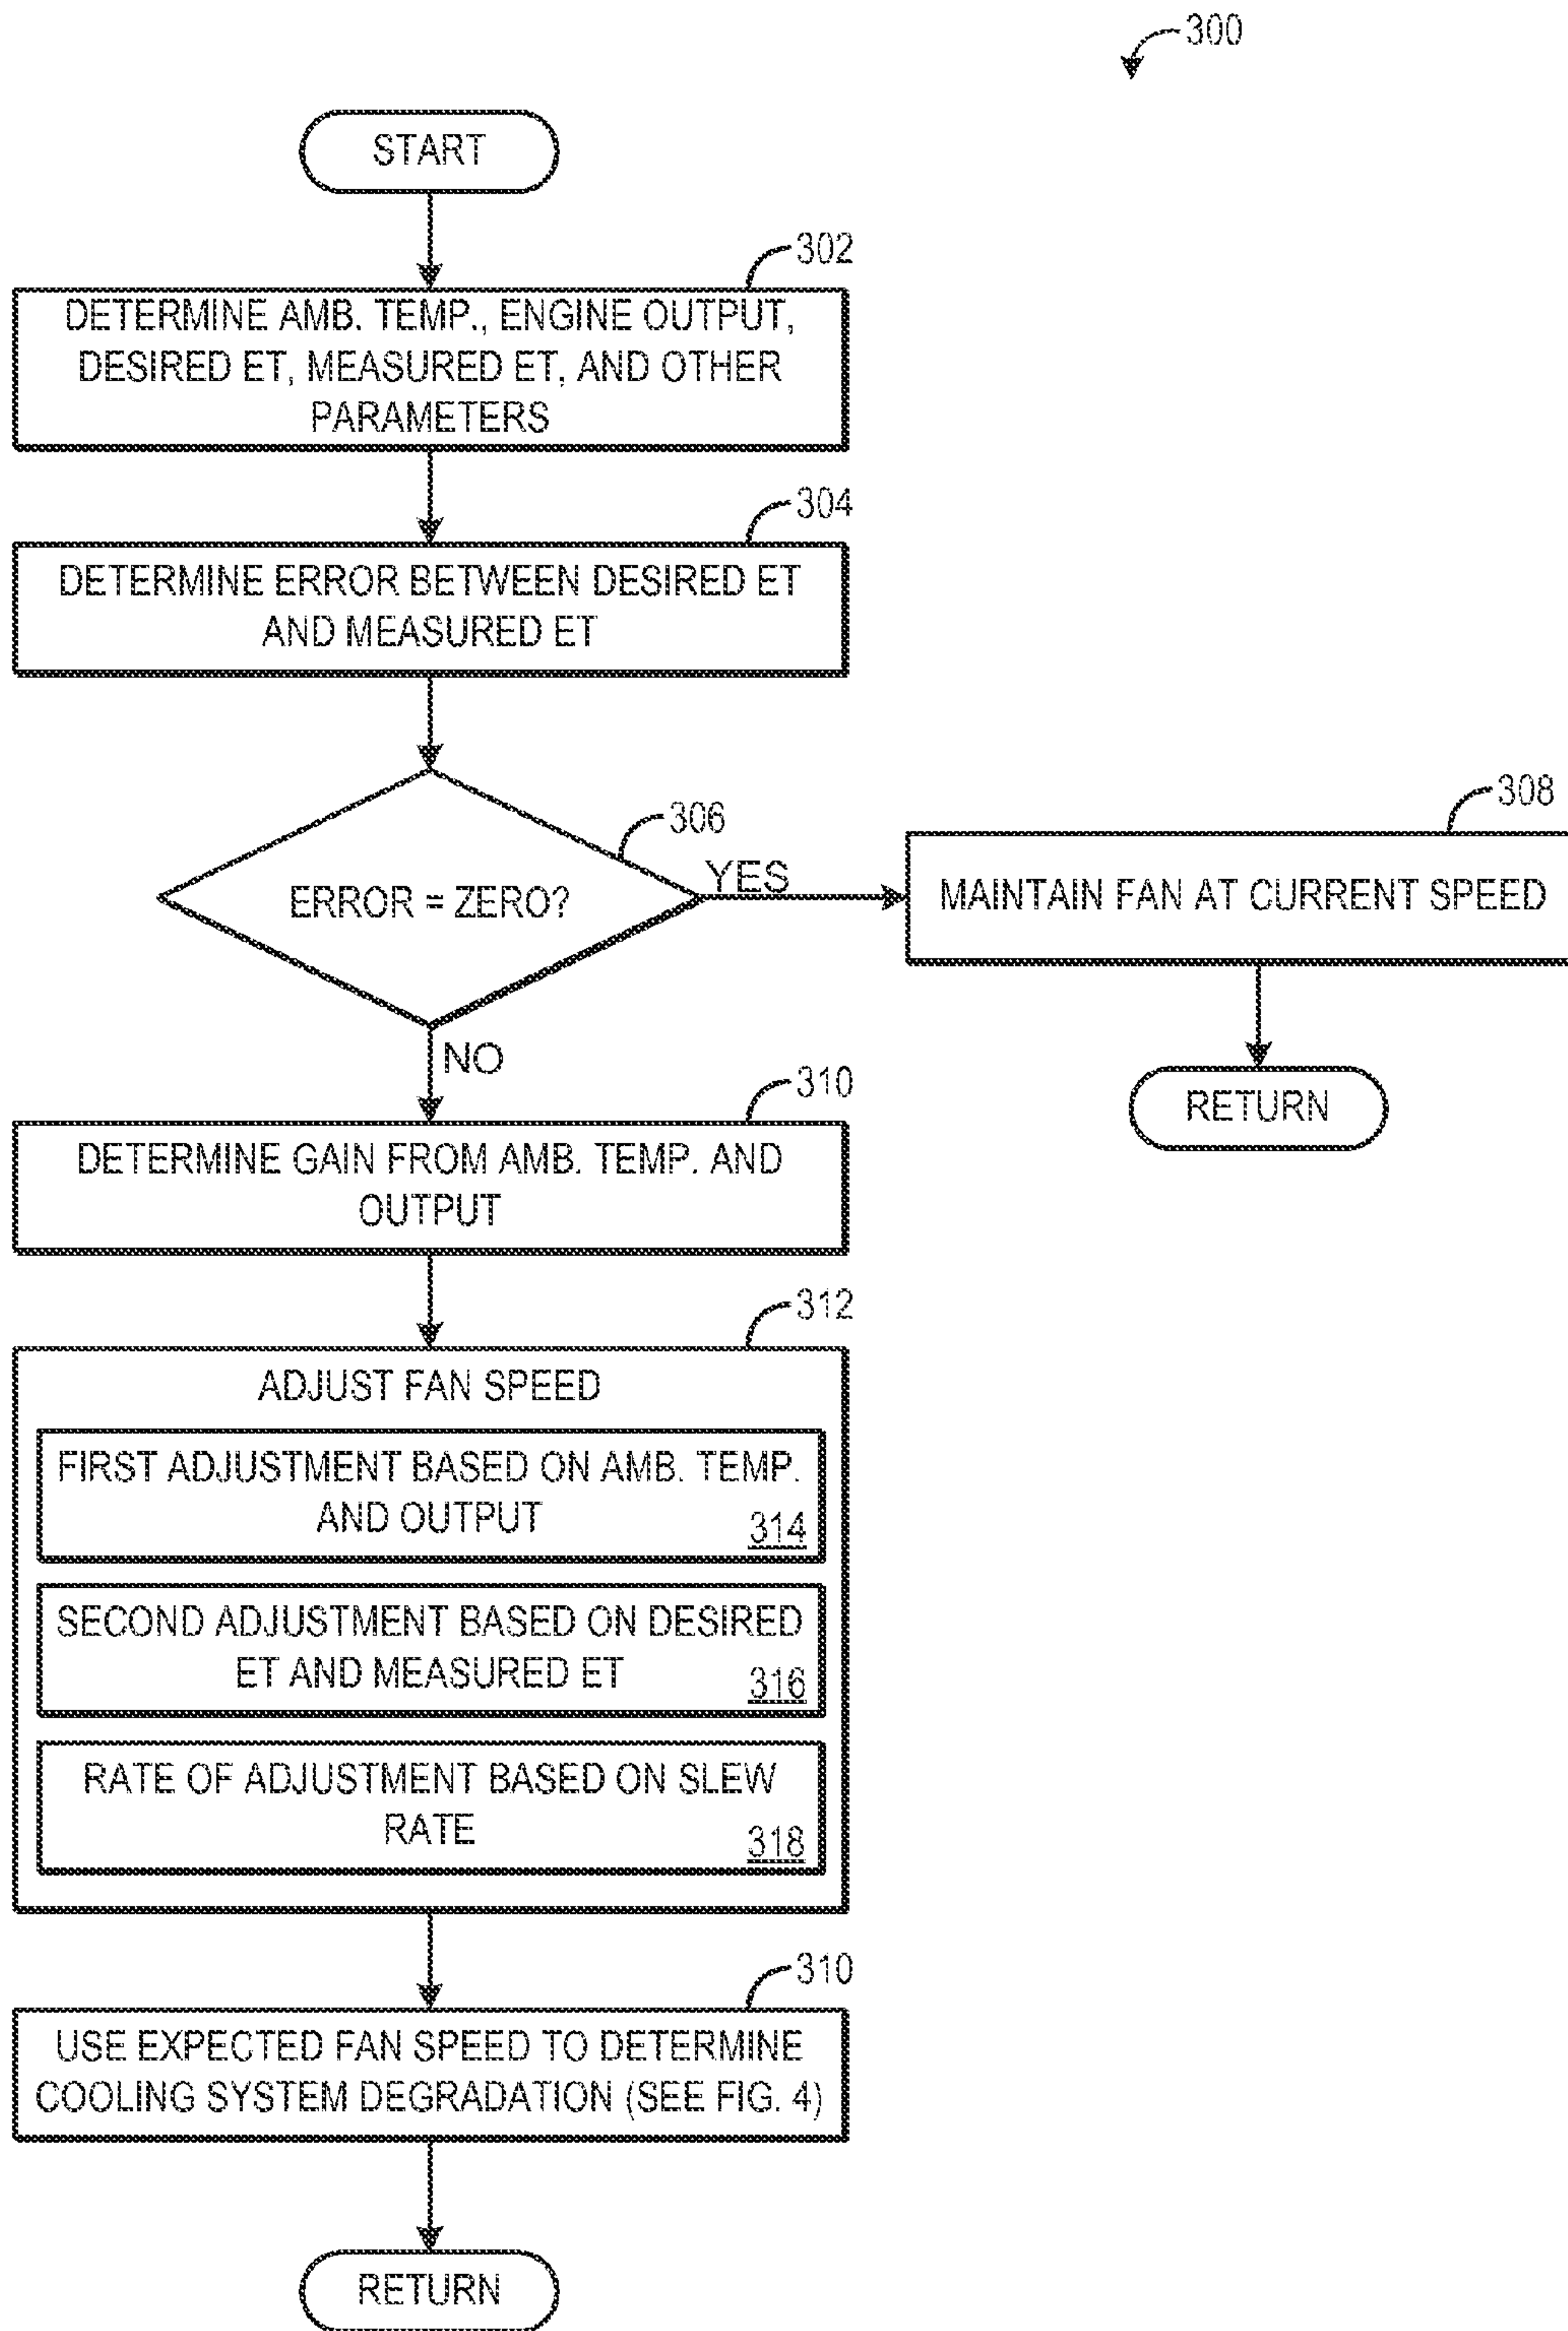 300
START
302
DETERMINE AMB. TEMP., ENGINE OUTPUT,
DESIRED ET, MEASURED ET, AND OTHER
PARAMETERS
304
DETERMINE ERROR BETWEEN DESIRED ET
AND MEASURED ET
306
ERROR = ZERO?
YES
308
MAINTAIN FAN AT CURRENT SPEED
RETURN
NO
310
DETERMINE GAIN FROM AMB. TEMP. AND
OUTPUT
312
ADJUST FAN SPEED
FIRST ADJUSTMENT BASED ON AMB. TEMP.
AND OUTPUT 314
SECOND ADJUSTMENT BASED ON DESIRED
ET AND MEASURED ET 316
RATE OF ADJUSTMENT BASED ON SLEW
RATE 318
310
USE EXPECTED FAN SPEED TO DETERMINE
COOLING SYSTEM DEGRADATION (SEE FIG. 4)
RETURN